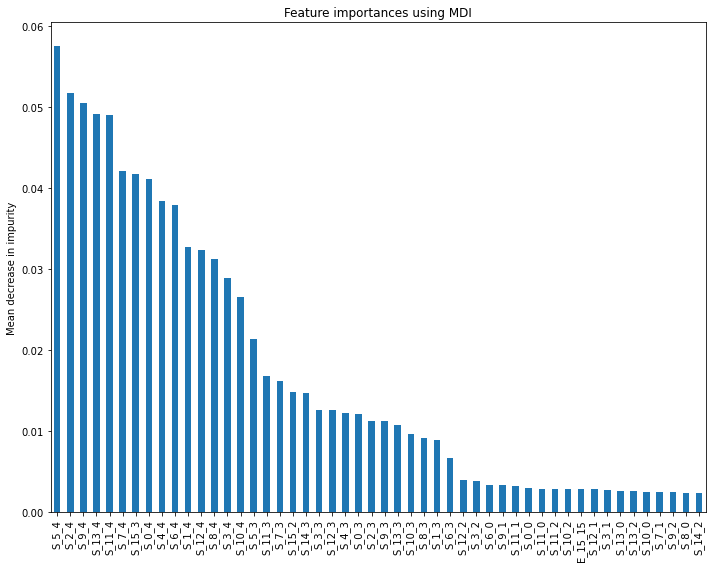 Feature importances using MDI
Mean decrease in impurity
0.06
0.05
0.04
0.03
0.02
0.01
0.00
S_5_4
S_2_4
S_9_4
S_13_4
S_11_4
S_7_4
S_15_3
S_0_4
S_4_4
S_6_4
S_1_4
S_12_4
S_8_4
S_3_4
S_10_4
S_5_3
S_11_3
S_7_3
S_15_2
S_14_3
S_3_3
S_12_3
S_4_3
S_0_3
S_2_3
S_9_3
S_13_3
S_10_3
S_8_3
S_1_3
S_6_3
S_12_2
S_3_2
S_6_0
S_9_1
S_11_1
S_0_0
S_11_0
S_11_2
S_10_2
E_15_15
S_12_1
S_3_1
S_13_0
S_13_2
S_10_0
S_7_1
S_9_2
S_8_0
S_14_2